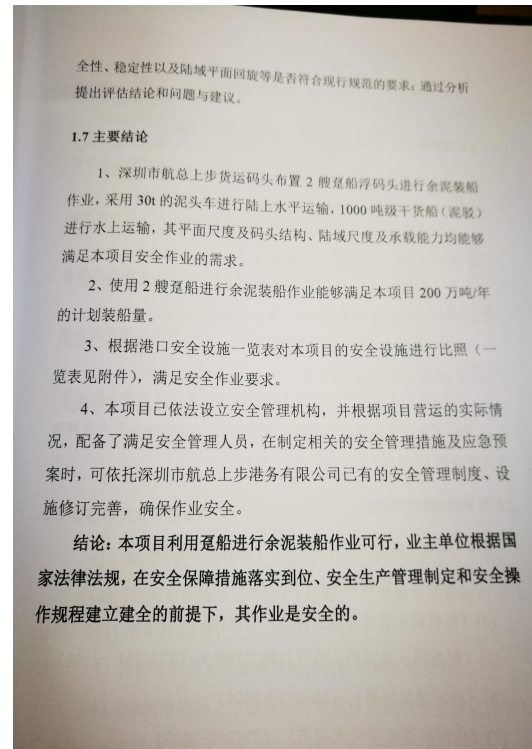 全性、稳定性以及陆域平面回旋等是否符合现行规范的要求；通过分析
提出评估结论和问题与建议。
1.7 主要结论
1、深圳市航总上步货运码头布置 2 艘趸船浮码头进行余泥装船
作业，采用 30t 的泥头车进行陆上水平运输，1000 吨级干货船（泥驳）
进行水上运输，其平面尺度及码头结构、陆域尺度及承载能力均能够
满足本项目安全作业的需求。
2、使用 2 艘趸船进行余泥装船作业能够满足本项目 200 万吨/年
的计划装船量。
3、根据港口安全设施一览表对本项目的安全设施进行比照（一
览表见附件），满足安全作业要求。
4、本项目已依法设立安全管理机构，并根据项目营运的实际情
况，配备了满足安全管理人员，在制定相关的安全管理措施及应急预
案时，可依托深圳市航总上步港务有限公司已有的安全管理制度、设
施修订完善，确保作业安全。
结论：本项目利用趸船进行余泥装船作业可行，业主单位根据国
家法律法规，在安全保障措施落实到位、安全生产管理制定和安全操
作规程建立建全的前提下，其作业是安全的。